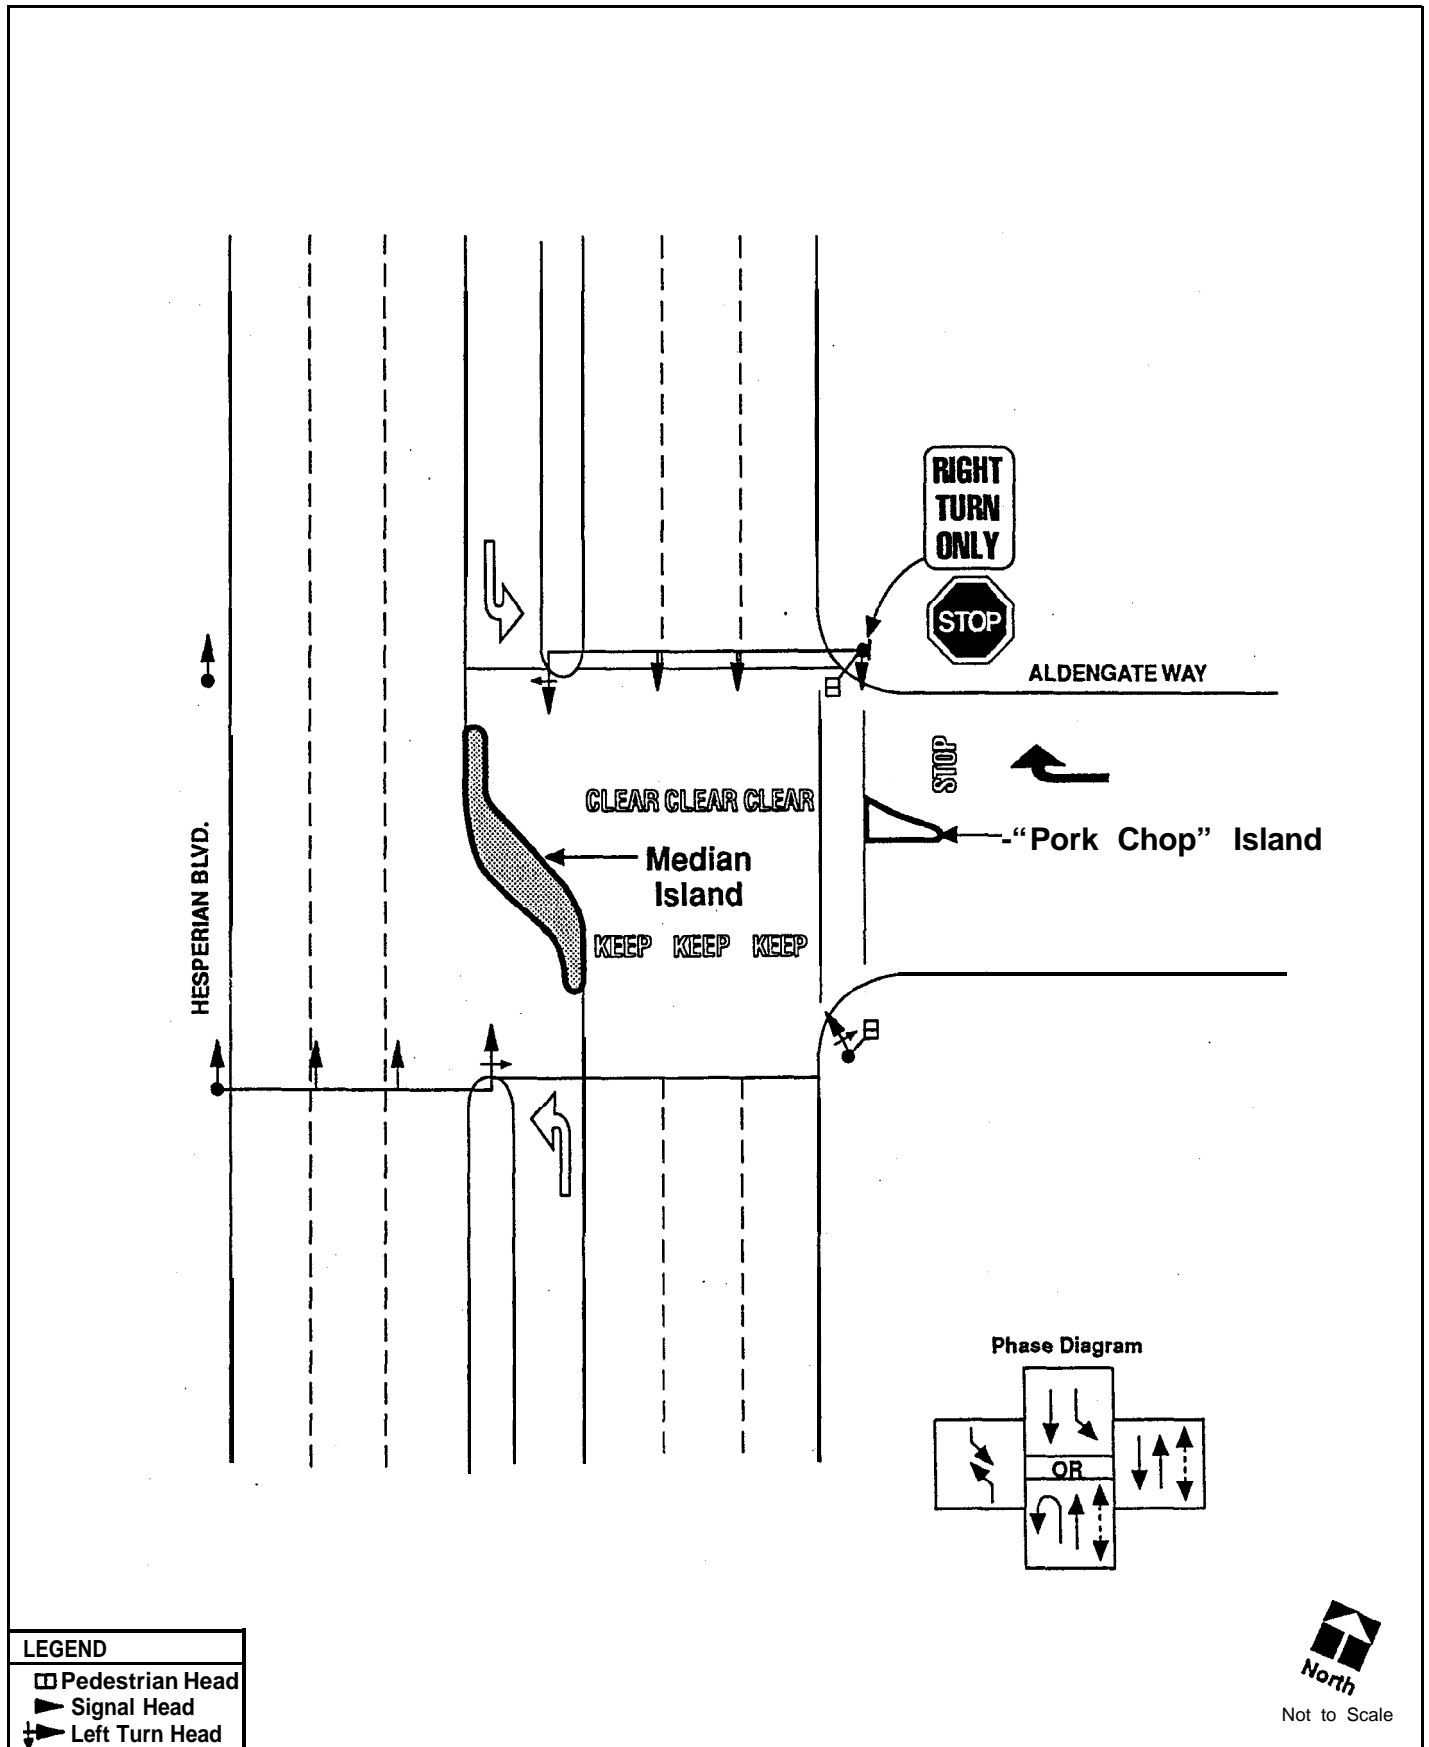 RIGHT
TURN
ONLY
STOP
ALDENGATE WAY
STOP
CLEAR CLEAR CLEAR
-“Pork Chop” Island
Median
Island
HESPERIAN BLVD.
KEEP KEEP KEEP
Phase Diagram
OR
LEGEND
Pedestrian Head
Signal Head
Left Turn Head
North
Not to Scale